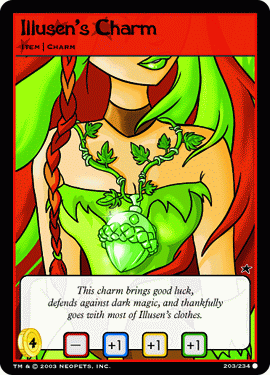 Illusen's Charm
Item | Charm
This charm brings good luck,
defends against dark magic, and thankfully
goes with most of Illusen's clothes.
4 — +1 +1 +1
TM & © 2003 NEOPETS, INC. 203/234